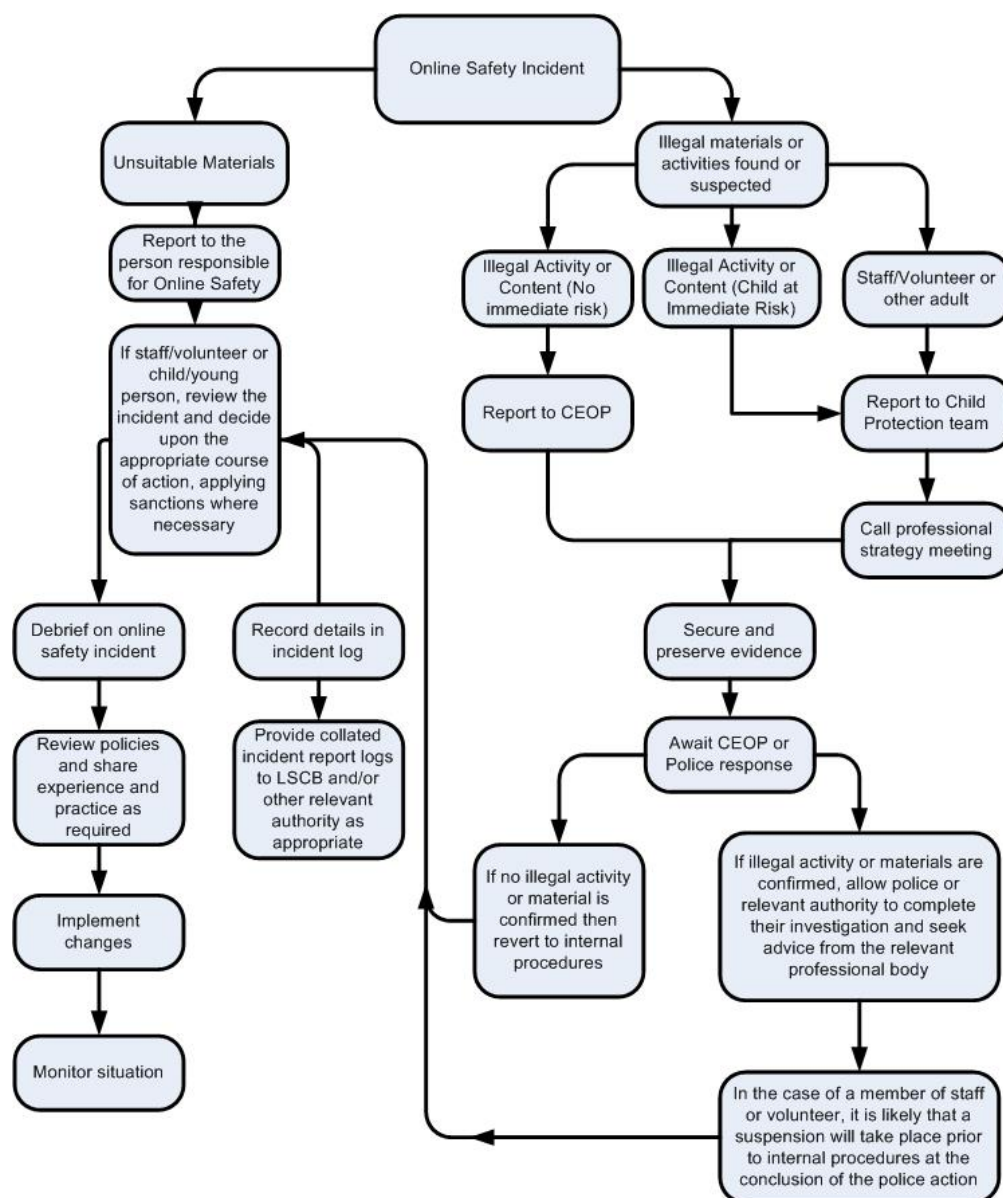 Online Safety Incident
Unsuitable Materials
Report to the
person responsible
for Online Safety
If staff/volunteer or
child/young
person, review the
incident and decide
upon the
appropriate course
of action, applying
sanctions where
necessary
Debrief on online
safety incident
Review policies
and share
experience and
practice as
required
Implement
changes
Monitor situation
Record details in
incident log
Provide collated
incident report logs
to LSCB and/or
other relevant
authority as
appropriate
Illegal materials or
activities found or
suspected
Illegal Activity or
Content (No
immediate risk)
Illegal Activity or
Content (Child at
Immediate Risk)
Staff/Volunteer or
other adult
Report to CEOP
Report to Child
Protection team
Call professional
strategy meeting
Secure and
preserve evidence
Await CEOP or
Police response
If no illegal activity
or material is
confirmed then
revert to internal
procedures
If illegal activity or materials are
confirmed, allow police or
relevant authority to complete
their investigation and seek
advice from the relevant
professional body
In the case of a member of staff
or volunteer, it is likely that a
suspension will take place prior
to internal procedures at the
conclusion of the police action